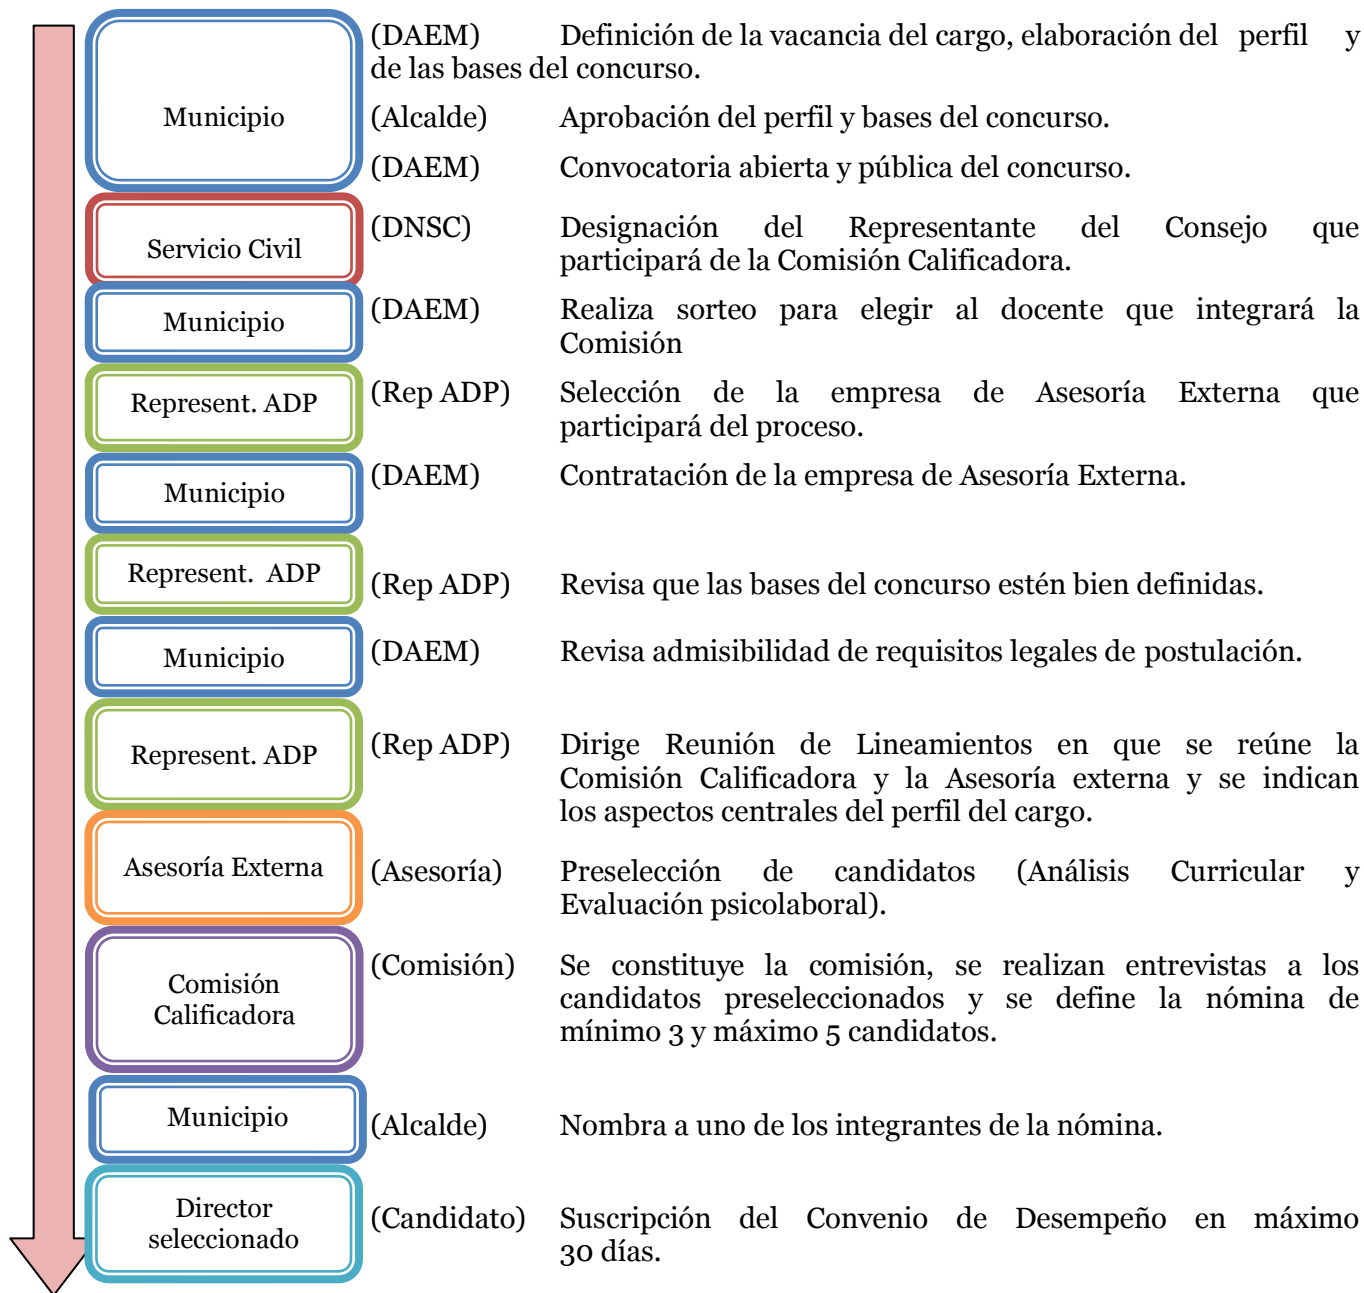 (DAEM) Definición de la vacancia del cargo, elaboración del perfil y
de las bases del concurso.
Municipio
(Alcalde) Aprobación del perfil y bases del concurso.
(DAEM) Convocatoria abierta y pública del concurso.
Servicio Civil
(DNSC) Designación del Representante del Consejo que
participará de la Comisión Calificadora.
Municipio
(DAEM) Realiza sorteo para elegir al docente que integrará la
Comisión
Represent. ADP
(Rep ADP) Selección de la empresa de Asesoría Externa que
participará del proceso.
Municipio
(DAEM) Contratación de la empresa de Asesoría Externa.
Represent. ADP
(Rep ADP) Revisa que las bases del concurso estén bien definidas.
Municipio
(DAEM) Revisa admisibilidad de requisitos legales de postulación.
Represent. ADP
(Rep ADP) Dirige Reunión de Lineamientos en que se reúne la
Comisión Calificadora y la Asesoría externa y se indican
los aspectos centrales del perfil del cargo.
Asesoría Externa
(Asesoría) Preselección de candidatos (Análisis Curricular y
Evaluación psicolaboral).
Comisión
Calificadora
(Comisión) Se constituye la comisión, se realizan entrevistas a los
candidatos preseleccionados y se define la nómina de
mínimo 3 y máximo 5 candidatos.
Municipio
(Alcalde) Nombra a uno de los integrantes de la nómina.
Director
seleccionado
(Candidato) Suscripción del Convenio de Desempeño en máximo
30 días.